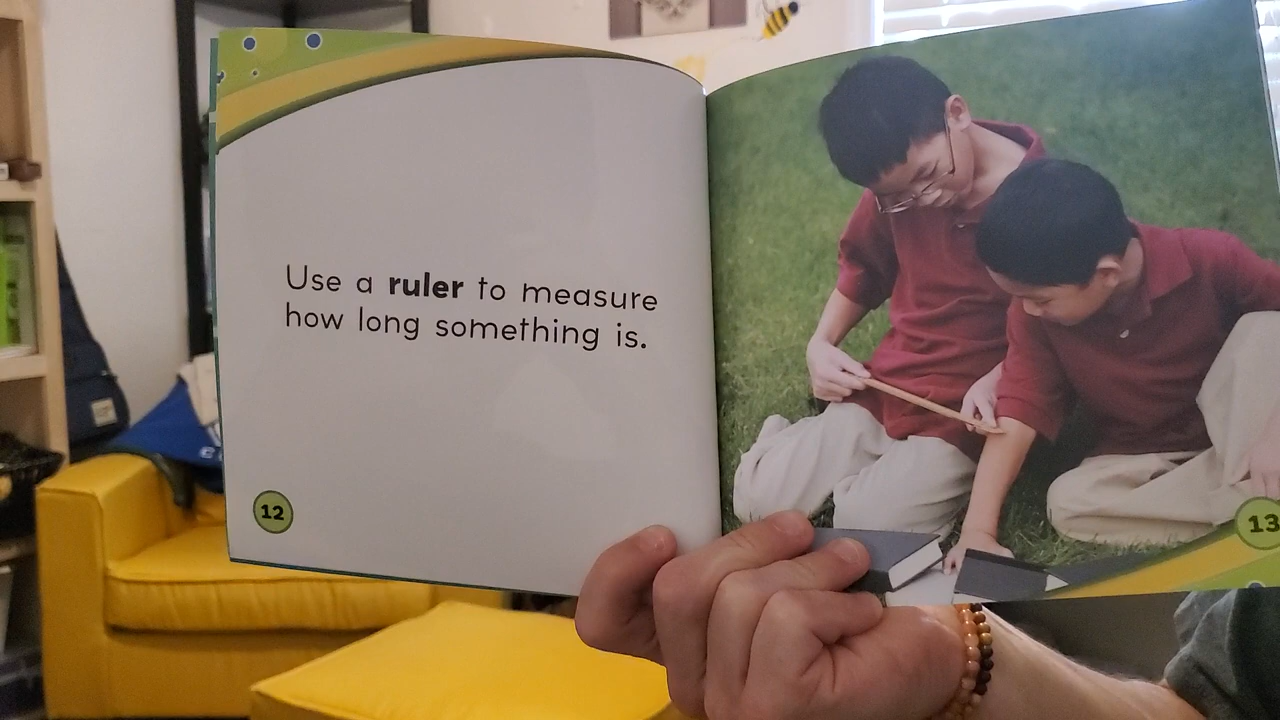 Use a ruler to measure
how long something is.
12
13